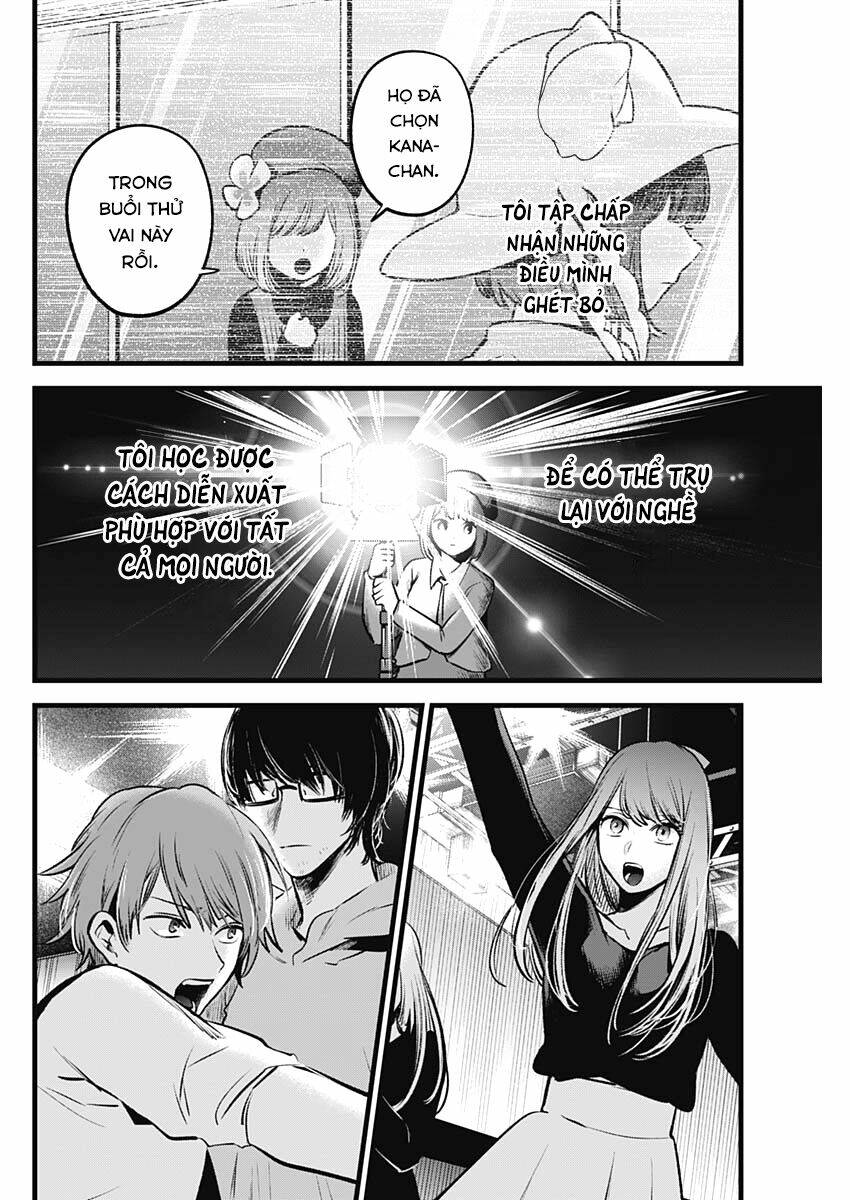 HỌ ĐÃ
CHỌN
KANA-
CHAN.
TRONG
BUỔI THỬ
VAI NÀY
RỒI.
TÔI TẬP CHẤP
NHẬN NHỮNG
ĐIỀU MÌNH
GHÉT BỎ.
ĐỂ CÓ THỂ TRỤ
LẠI VỚI NGHỀ
TÔI HỌC ĐƯỢC
CÁCH DIỄN XUẤT
PHÙ HỢP VỚI TẤT
CẢ MỌI NGƯỜI.